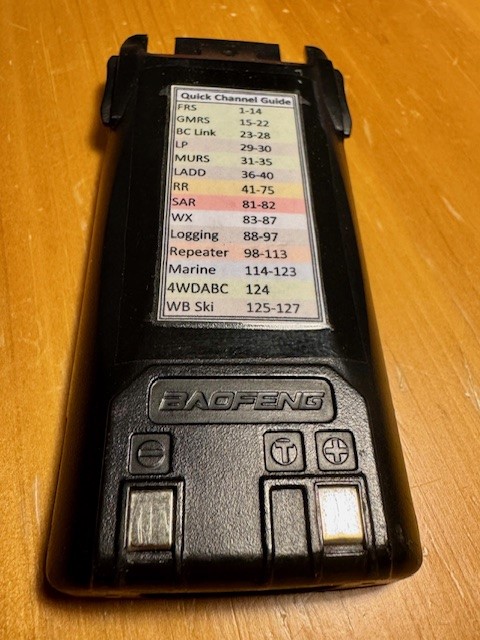 Quick Channel Guide
FRS 1-14
GMRS 15-22
BC Link 23-28
LP 29-30
MURS 31-35
LADD 36-40
RR 41-75
SAR 81-82
WX 83-87
Logging 88-97
Repeater 98-113
Marine 114-123
4WDABC 124
WB Ski 125-127
BAOFENG
− T +